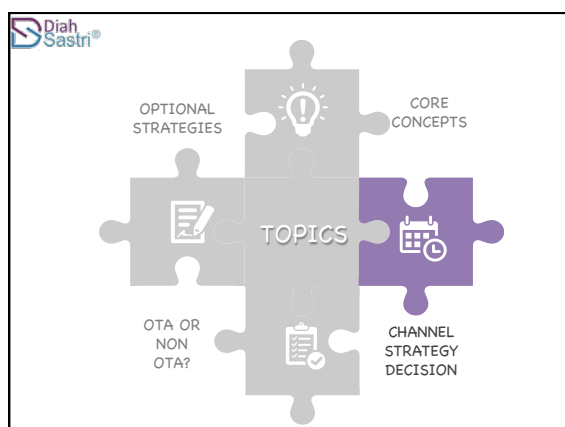 Diah
Sastri®
OPTIONAL
STRATEGIES
CORE
CONCEPTS
TOPICS
OTA OR
NON
OTA?
CHANNEL
STRATEGY
DECISION